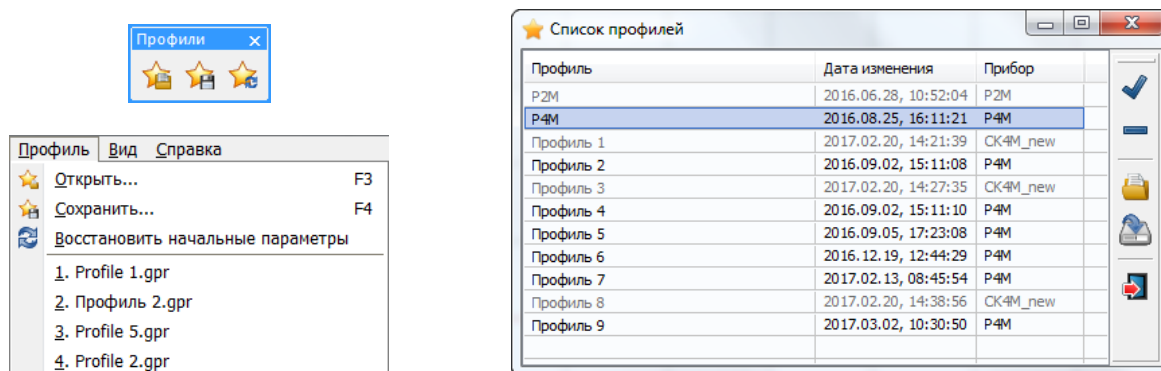 Профили
Профиль Вид Справка
Открыть... F3
Сохранить... F4
Восстановить начальные параметры
1. Profile 1.gpr
2. Профиль 2.gpr
3. Profile 5.gpr
4. Profile 2.gpr
Список профилей
Профиль Дата изменения Прибор
P2M 2016.06.28, 10:52:04 P2M
P4M 2016.08.25, 16:11:21 P4M
Профиль 1 2017.02.20, 14:21:39 CK4M_new
Профиль 2 2016.09.02, 15:11:08 P4M
Профиль 3 2017.02.20, 14:27:35 CK4M_new
Профиль 4 2016.09.02, 15:11:10 P4M
Профиль 5 2016.09.05, 17:23:08 P4M
Профиль 6 2016.12.19, 12:44:29 P4M
Профиль 7 2017.02.13, 08:45:54 P4M
Профиль 8 2017.02.20, 14:38:56 CK4M_new
Профиль 9 2017.03.02, 10:30:50 P4M